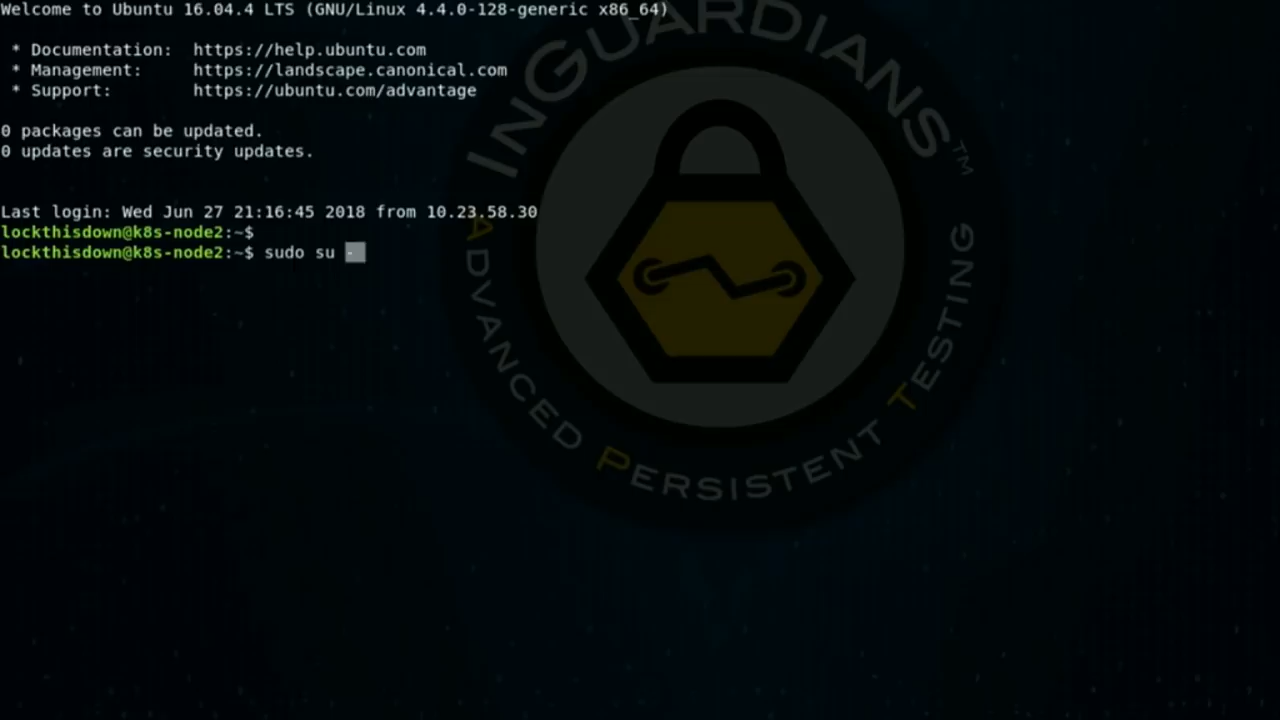 Welcome to Ubuntu 16.04.4 LTS (GNU/Linux 4.4.0-128-generic x86_64)
* Documentation: https://help.ubuntu.com
* Management: https://landscape.canonical.com
* Support: https://ubuntu.com/advantage
0 packages can be updated.
0 updates are security updates.
Last login: Wed Jun 27 21:16:45 2018 from 10.23.58.30
lockthisdown@k8s-node2:~$
lockthisdown@k8s-node2:~$ sudo su -
INGUARDIANS™
ADVANCED PERSISTENT TESTING